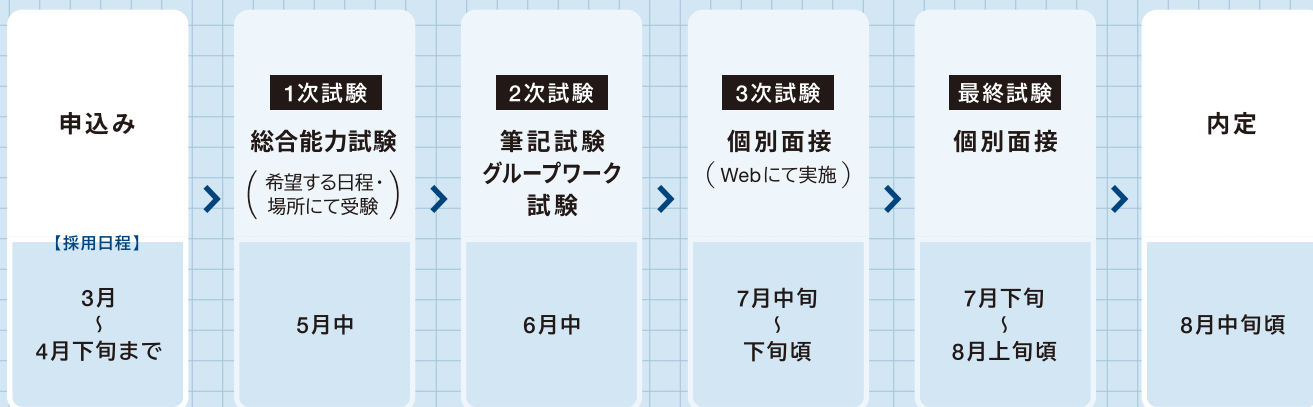 申込み
【採用日程】
3月
〜
4月下旬まで
1次試験
総合能力試験
(希望する日程・
場所にて受験)
5月中
2次試験
筆記試験
グループワーク
試験
6月中
3次試験
個別面接
(Webにて実施)
7月中旬
〜
下旬頃
最終試験
個別面接
7月下旬
〜
8月上旬頃
内定
8月中旬頃